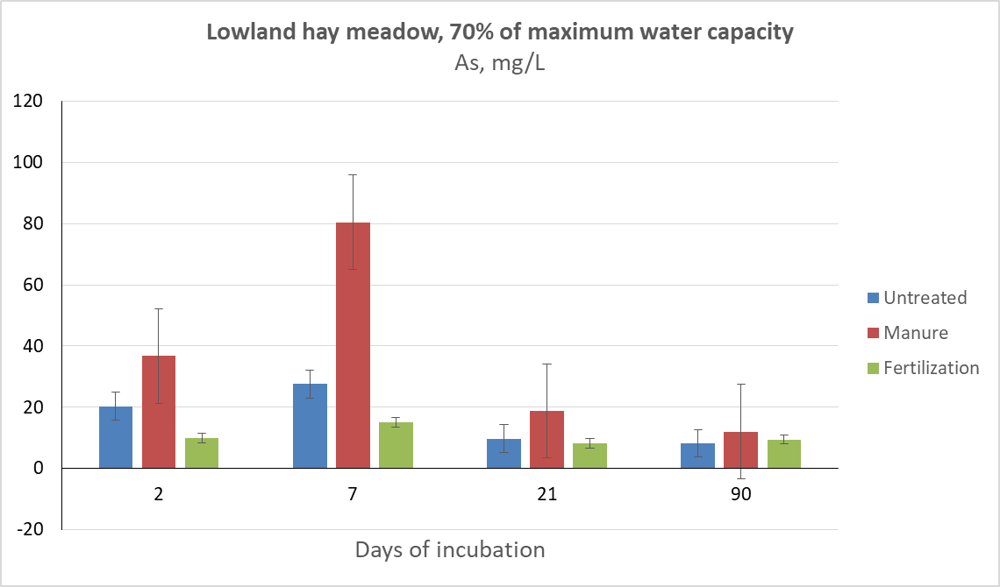 Lowland hay meadow, 70% of maximum water capacity
As, mg/L
120
100
80
60
40
20
0
-20
2 7 21 90
Days of incubation
Untreated
Manure
Fertilization